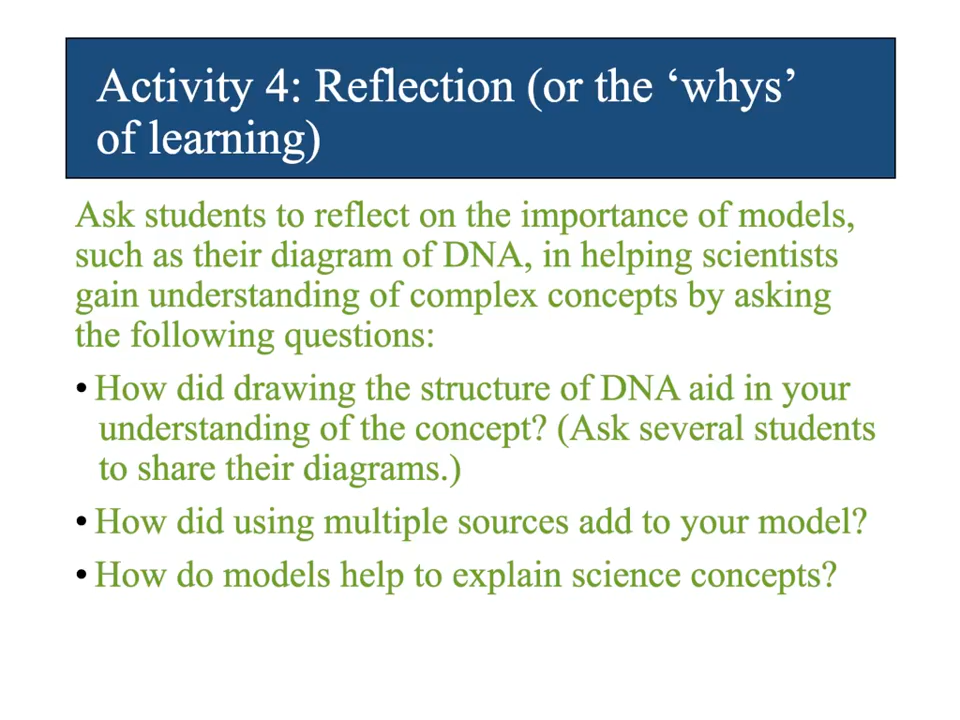 Activity 4: Reflection (or the ‘whys’
of learning)
Ask students to reflect on the importance of models,
such as their diagram of DNA, in helping scientists
gain understanding of complex concepts by asking
the following questions:
• How did drawing the structure of DNA aid in your
understanding of the concept? (Ask several students
to share their diagrams.)
• How did using multiple sources add to your model?
• How do models help to explain science concepts?